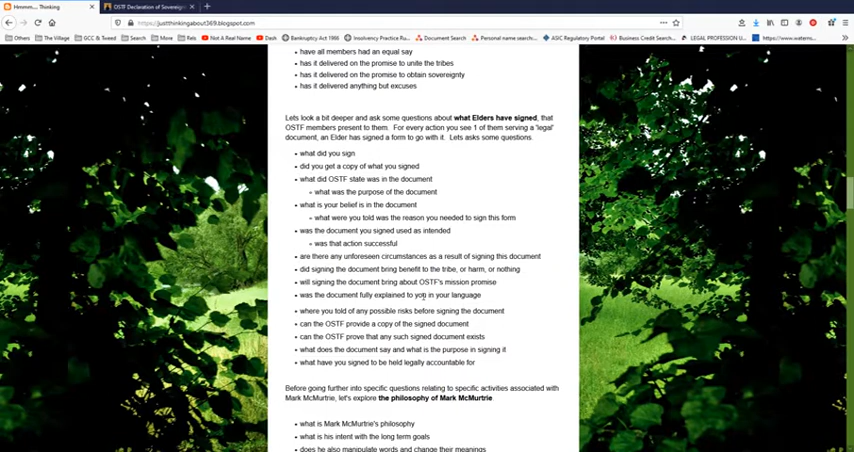 Hmmm.... Thinking
OSTF Declaration of Sovereign
https://justthinkingabout369.blogspot.com
Others
The Village
GCC & Twed
Search
More
Rels
Not A Real Name
Dash
Bankruptcy Act 1966
Insolvency Practice Ru...
Document Search
Personal name search:...
ASIC Regulatory Portal
Business Credit Search...
LEGAL PROFESSION U...
https://www.waterns...
have all members had an equal say
has it delivered on the promise to unite the tribes
has it delivered on the promise to obtain sovereignty
has it delivered anything but excuses
Lets look a bit deeper and ask some questions about what Elders have signed, that
OSTF members present to them. For every action you see 1 of them serving a 'legal'
document, an Elder has signed a form to go with it. Lets asks some questions.
what did you sign
did you get a copy of what you signed
what did OSTF state was in the document
what was the purpose of the document
what is your belief is in the document
what were you told was the reason you needed to sign this form
was the document you signed used as intended
was that action successful
are there any unforeseen circumstances as a result of signing this document
did signing the document bring benefit to the tribe, or harm, or nothing
will signing the document bring about OSTF's mission promise
was the document fully explained to you in your language
where you told of any possible risks before signing the document
can the OSTF provide a copy of the signed document
can the OSTF prove that any such signed document exists
what does the document say and what is the purpose in signing it
what have you signed to be held legally accountable for
Before going further into specific questions relating to specific activities associated with
Mark McMurtrie, let's explore the philosophy of Mark McMurtrie.
what is Mark McMurtrie's philosophy
what is his intent with the long term goals
does he also manipulate words and change their meanings